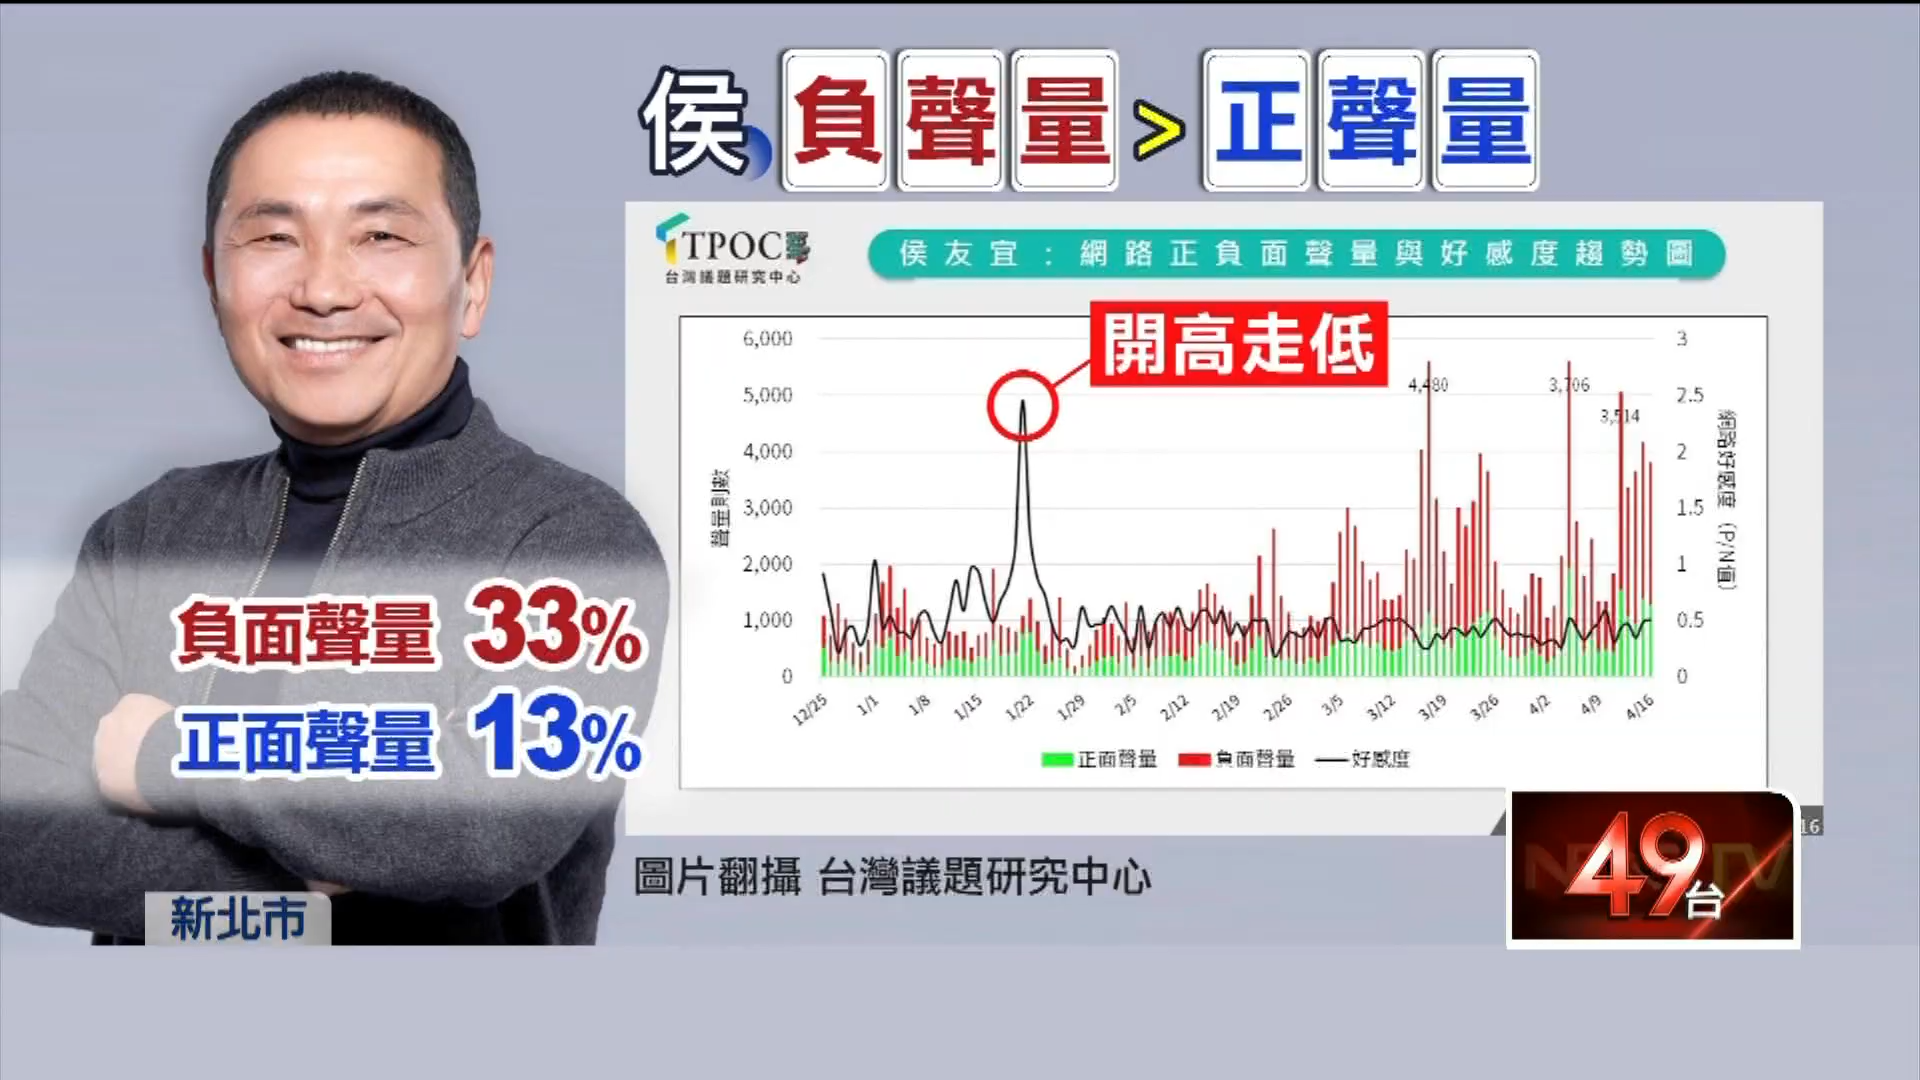 侯 負聲量>正聲量
TPOC
台灣議題研究中心
侯友宜：網路正負面聲量與好感度趨勢圖
開高走低
6,000
5,000
4,000
3,000
2,000
1,000
0
聲量則數
4,480
3,706
3,514
3
2.5
2
1.5
1
0.5
0
網路好感度（P/N值）
12/25
1/1
1/8
1/15
1/22
1/29
2/5
2/12
2/19
2/26
3/5
3/12
3/19
3/26
4/2
4/9
4/16
正面聲量 負面聲量 好感度
負面聲量 33%
正面聲量 13%
16
圖片翻攝 台灣議題研究中心
新北市
49台